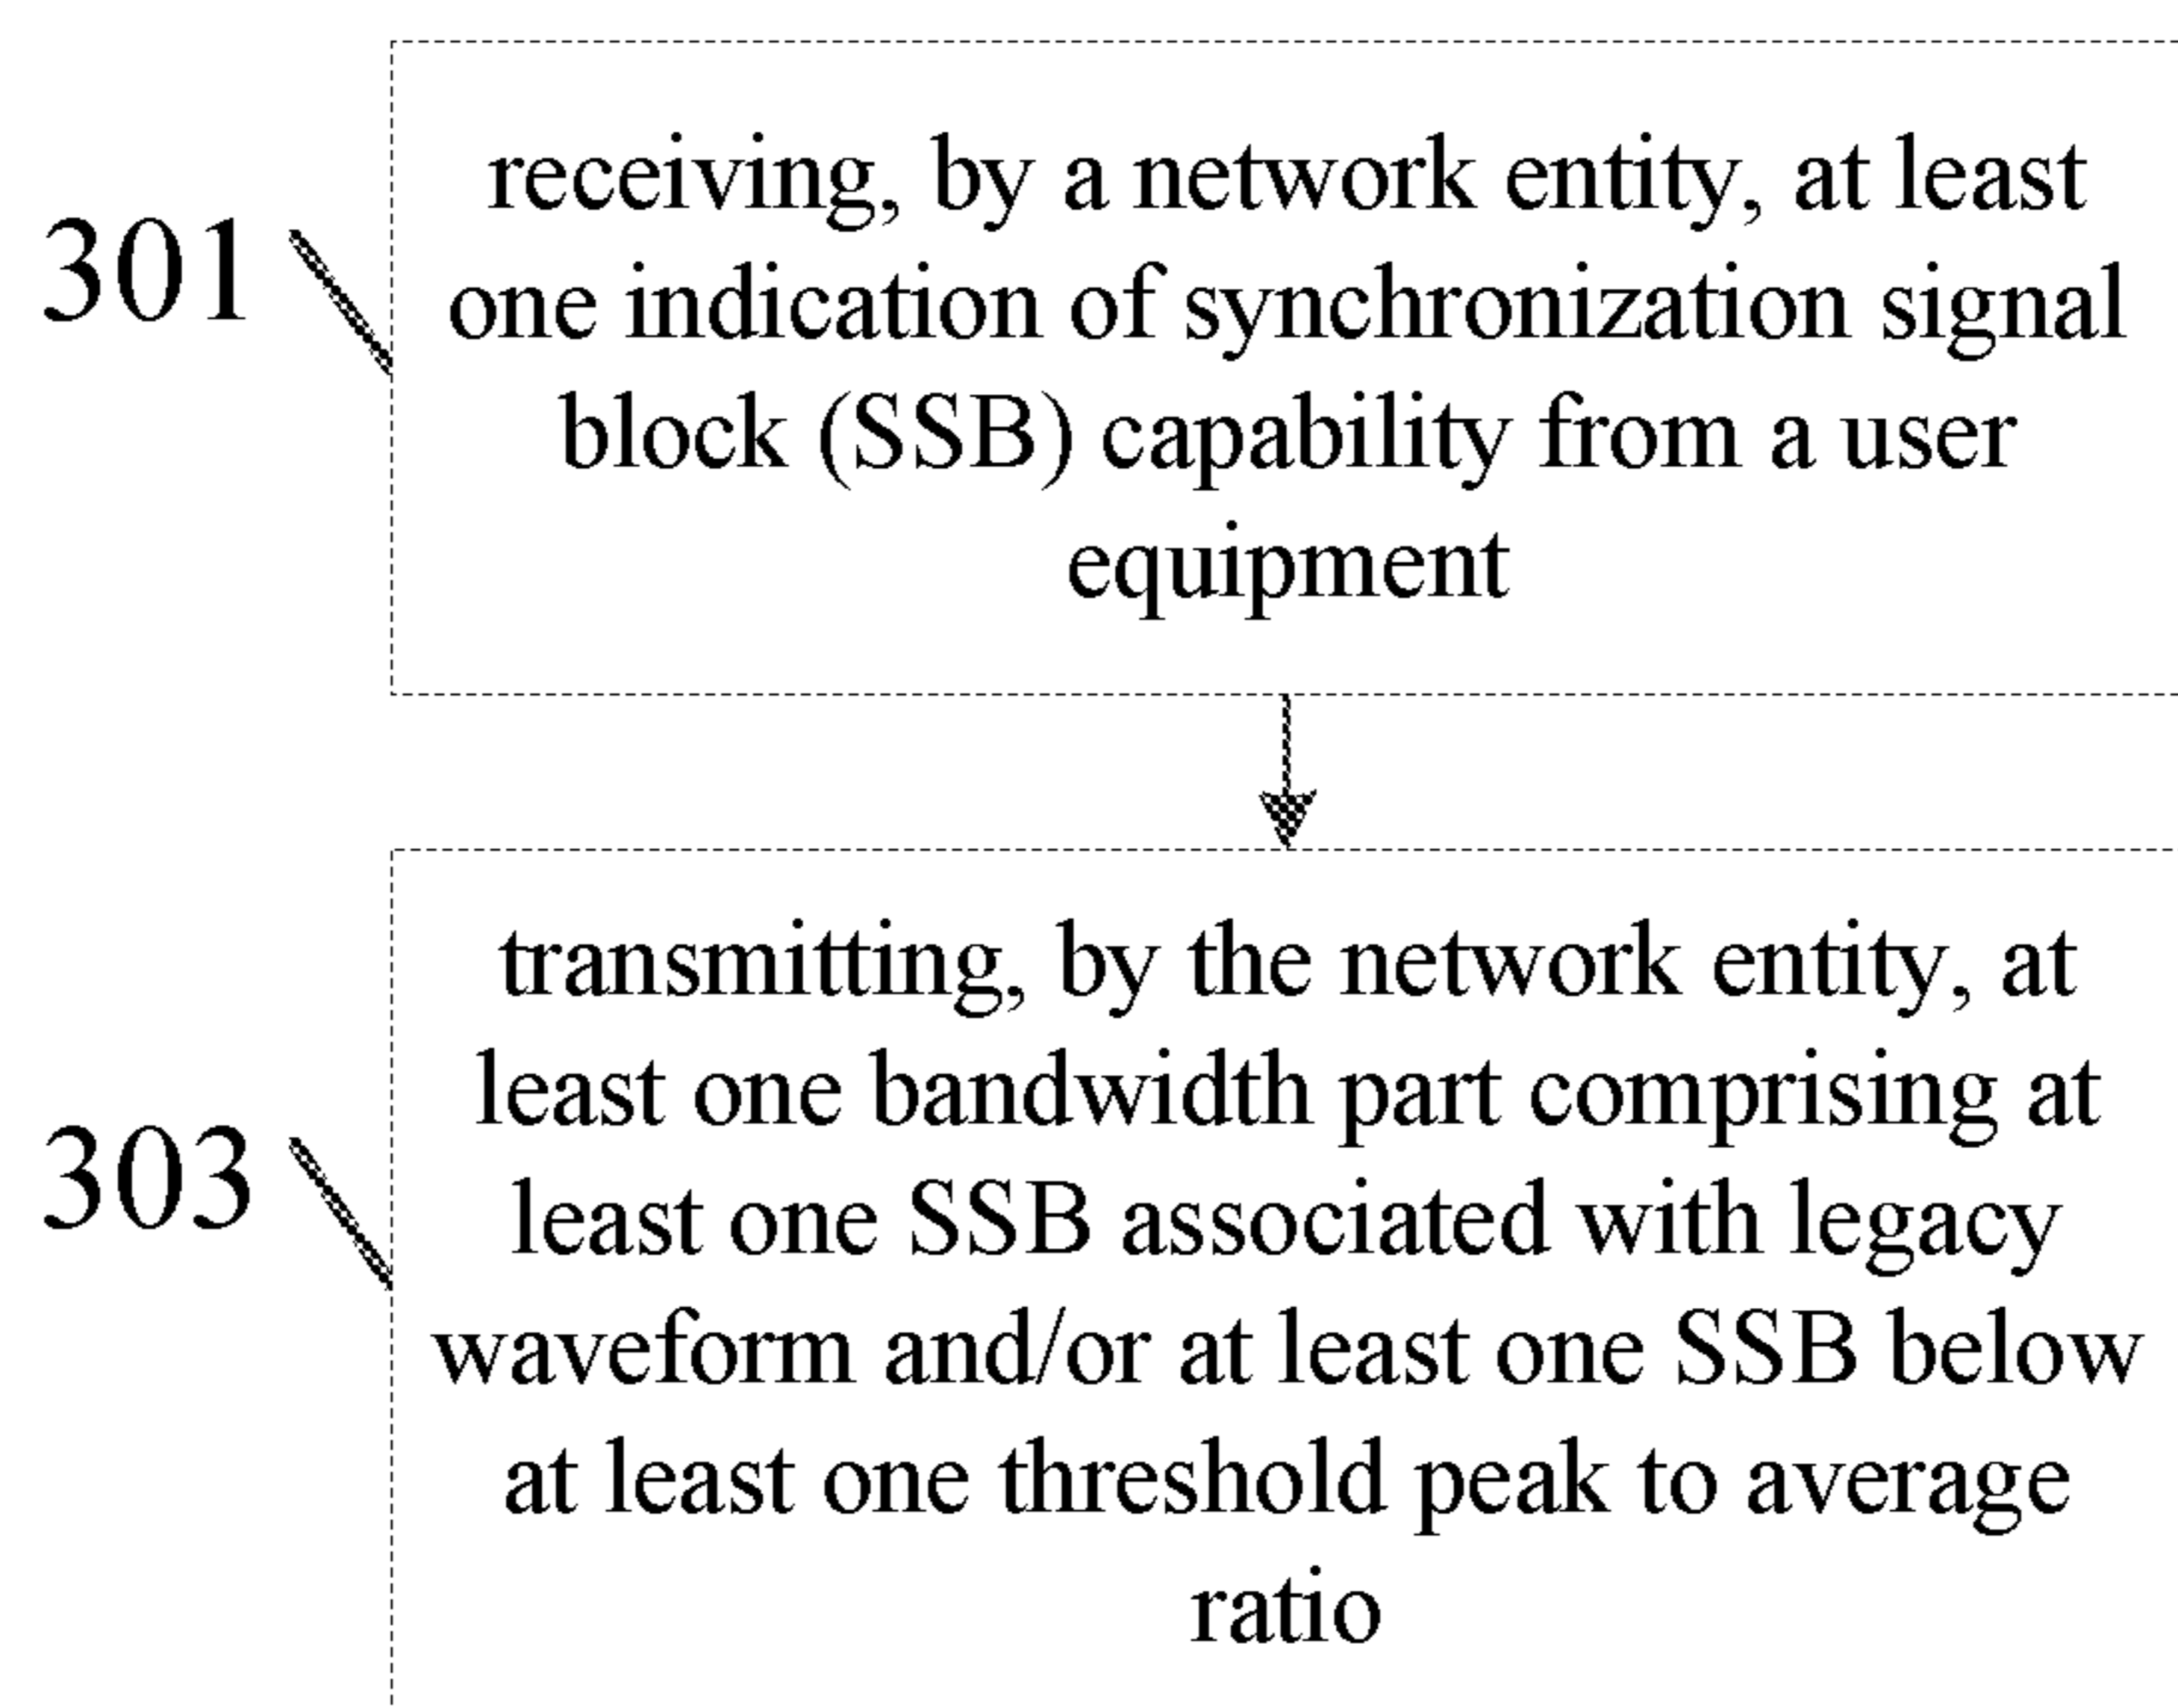 301
receiving, by a network entity, at least
one indication of synchronization signal
block (SSB) capability from a user
equipment
303
transmitting, by the network entity, at
least one bandwidth part comprising at
least one SSB associated with legacy
waveform and/or at least one SSB below
at least one threshold peak to average
ratio